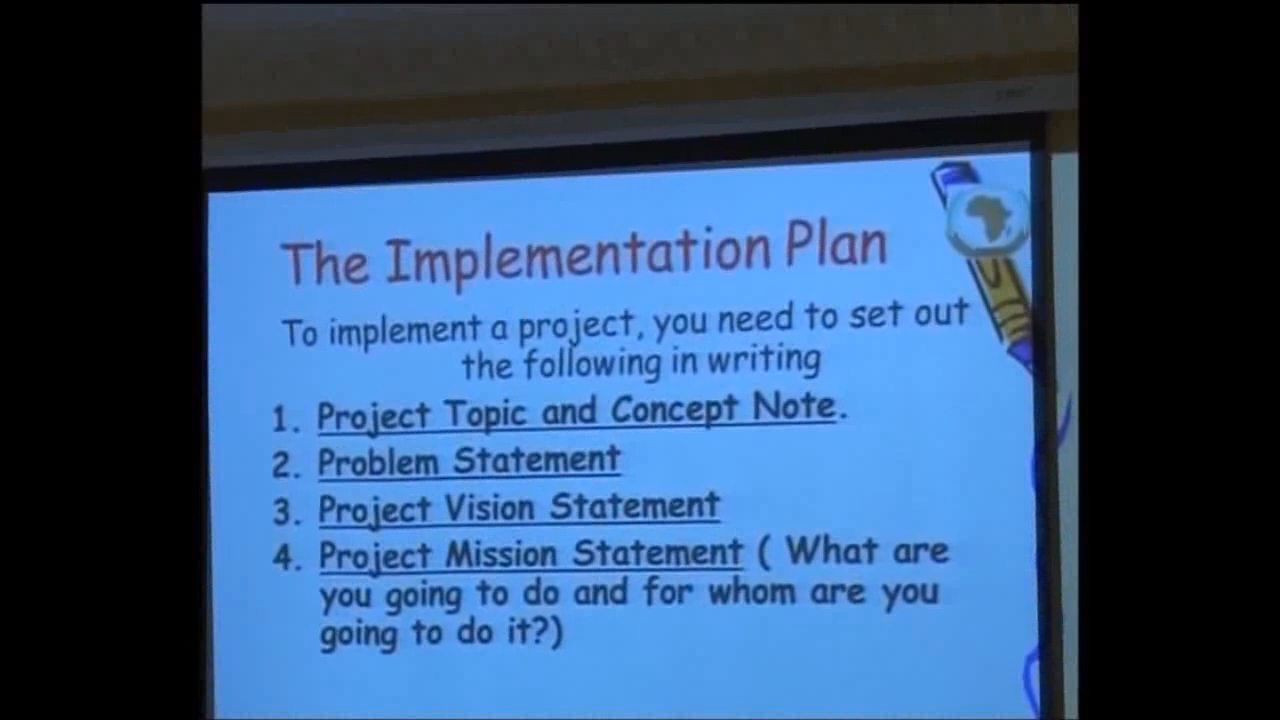 The Implementation Plan
To implement a project, you need to set out
the following in writing
1. Project Topic and Concept Note.
2. Problem Statement
3. Project Vision Statement
4. Project Mission Statement ( What are
you going to do and for whom are you
going to do it?)